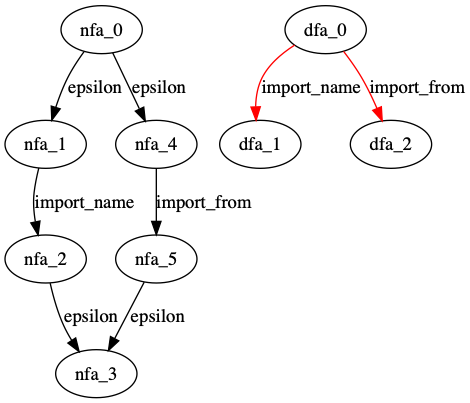 nfa_0
dfa_0
epsilon
epsilon
import_name
import_from
nfa_1
nfa_4
dfa_1
dfa_2
import_name
import_from
nfa_2
nfa_5
epsilon
epsilon
nfa_3